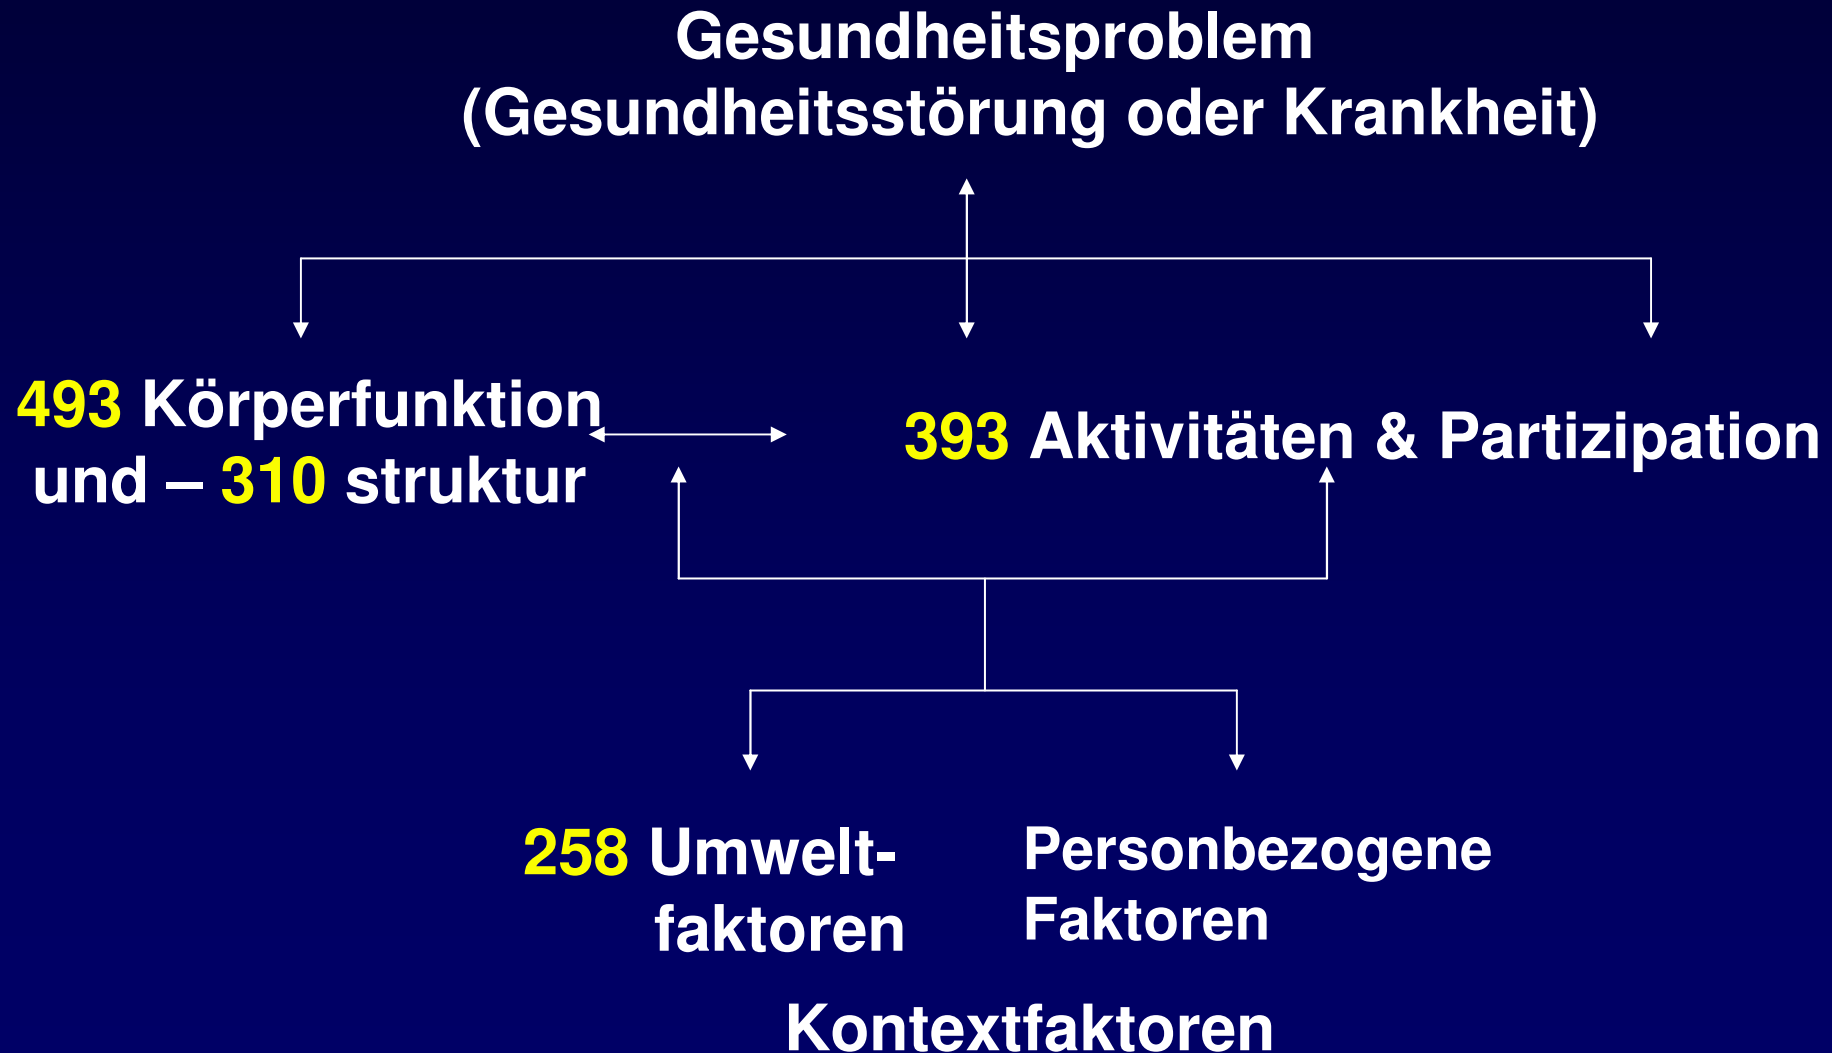 Gesundheitsproblem
(Gesundheitsstörung oder Krankheit)
493 Körperfunktion
und – 310 struktur
393 Aktivitäten & Partizipation
258 Umwelt-
faktoren
Personbezogene
Faktoren
Kontextfaktoren